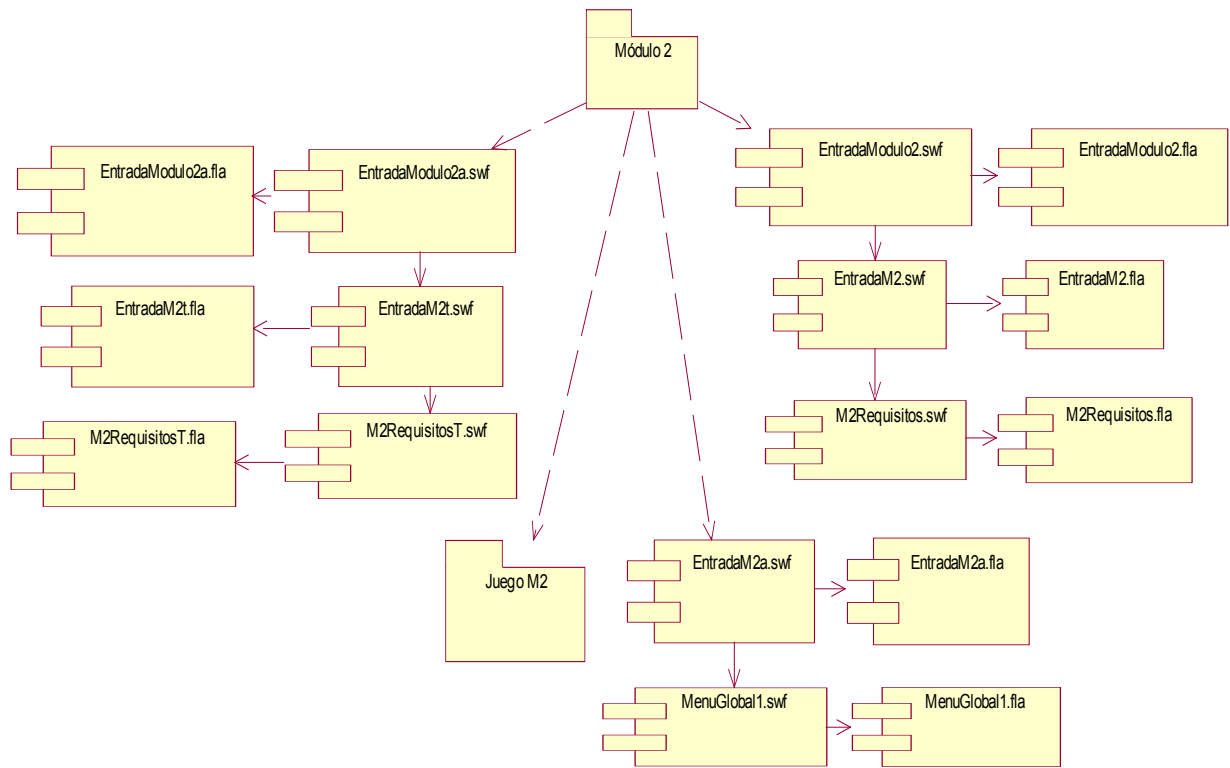 Módulo 2
EntradaModulo2a.fla
EntradaModulo2a.swf
EntradaModulo2.swf
EntradaModulo2.fla
EntradaM2t.fla
EntradaM2t.swf
EntradaM2.swf
EntradaM2.fla
M2RequisitosT.fla
M2RequisitosT.swf
M2Requisitos.swf
M2Requisitos.fla
Juego M2
EntradaM2a.swf
EntradaM2a.fla
MenuGlobal1.swf
MenuGlobal1.fla